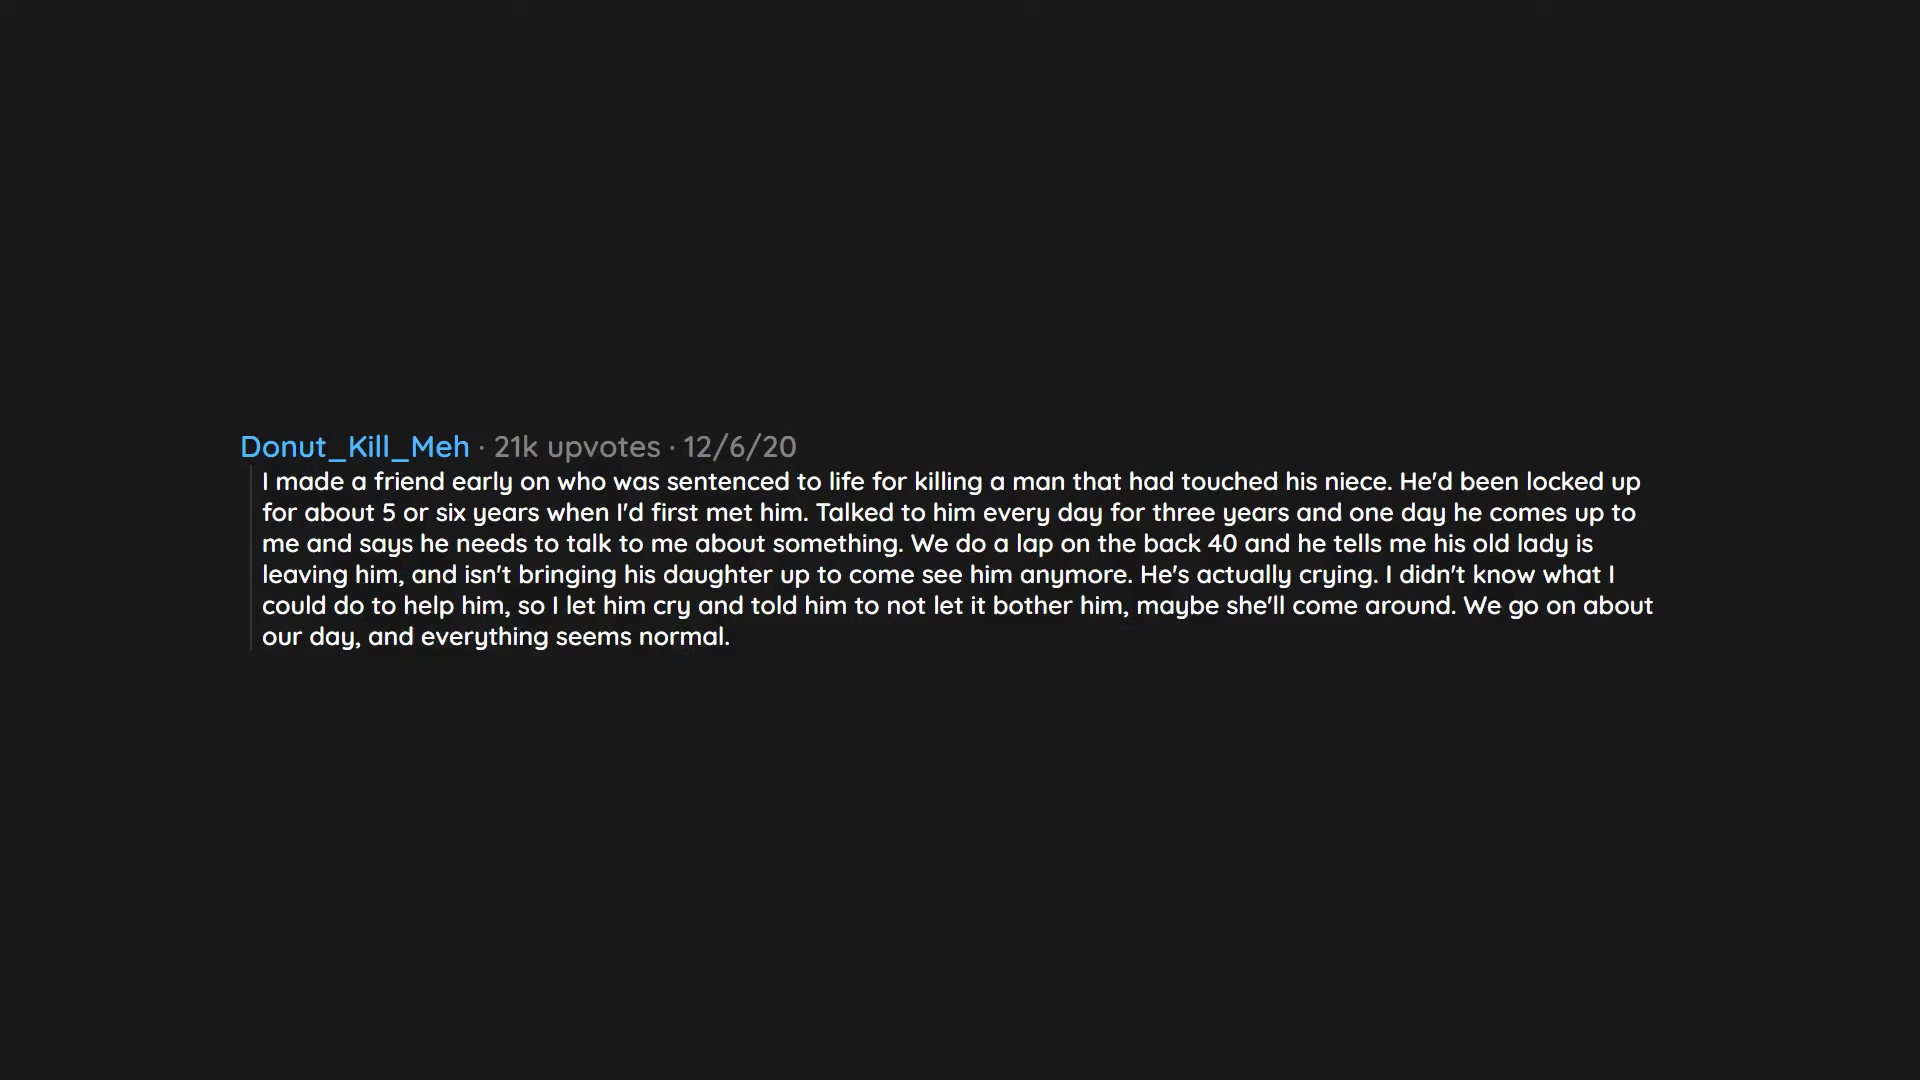 Donut_Kill_Meh · 21k upvotes · 12/6/20
I made a friend early on who was sentenced to life for killing a man that had touched his niece. He'd been locked up
for about 5 or six years when I'd first met him. Talked to him every day for three years and one day he comes up to
me and says he needs to talk to me about something. We do a lap on the back 40 and he tells me his old lady is
leaving him, and isn't bringing his daughter up to come see him anymore. He's actually crying. I didn't know what I
could do to help him, so I let him cry and told him to not let it bother him, maybe she'll come around. We go on about
our day, and everything seems normal.